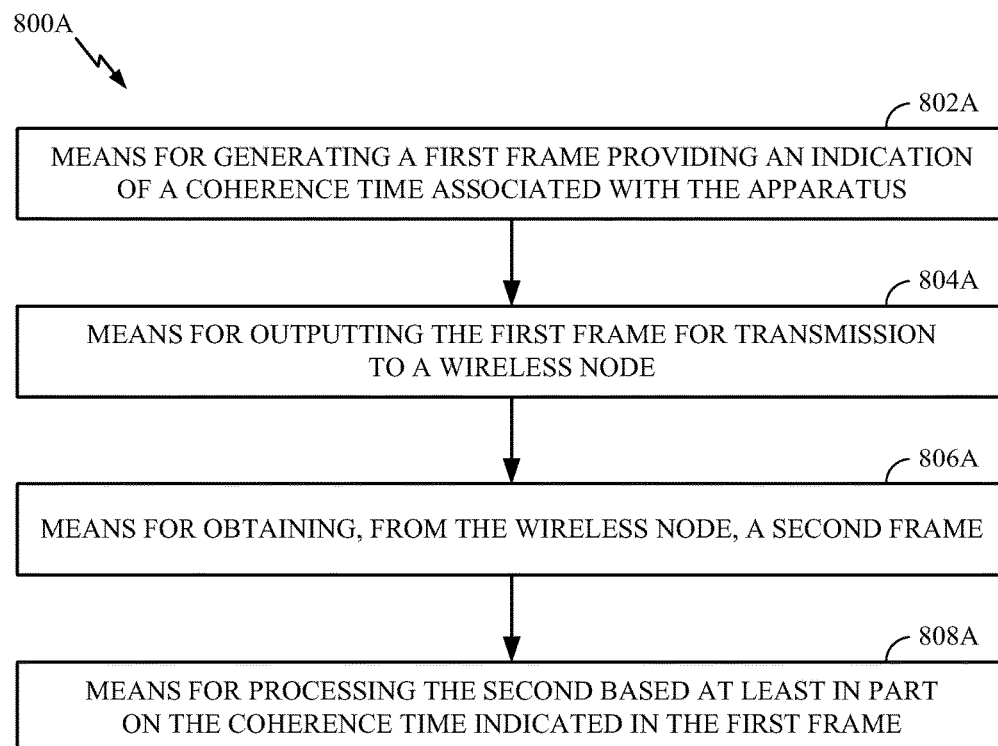 800A
802A
MEANS FOR GENERATING A FIRST FRAME PROVIDING AN INDICATION
OF A COHERENCE TIME ASSOCIATED WITH THE APPARATUS
804A
MEANS FOR OUTPUTTING THE FIRST FRAME FOR TRANSMISSION
TO A WIRELESS NODE
806A
MEANS FOR OBTAINING, FROM THE WIRELESS NODE, A SECOND FRAME
808A
MEANS FOR PROCESSING THE SECOND BASED AT LEAST IN PART
ON THE COHERENCE TIME INDICATED IN THE FIRST FRAME